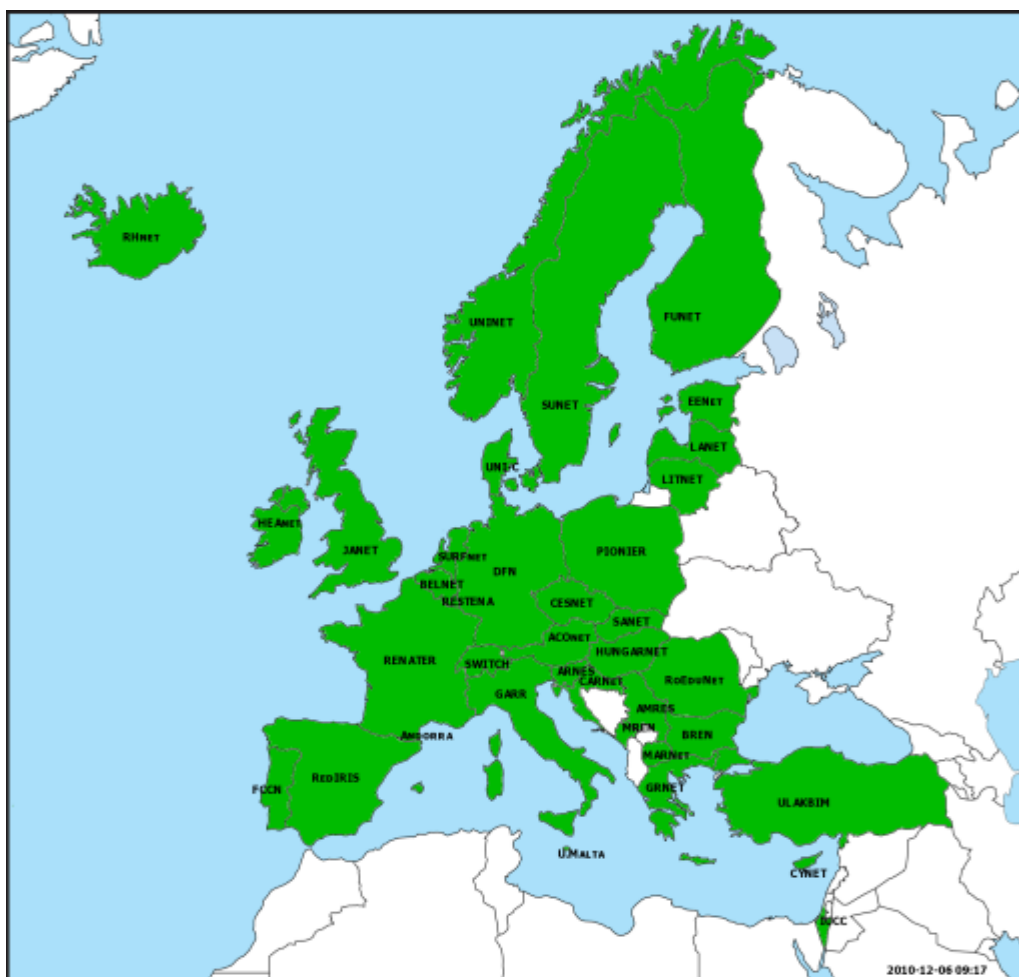 RHnet
UNINET
FUNET
SUNET
EENet
LANET
UNI-C
LITNET
HEAnet
JANET
SURFnet
PIONIER
DFN
BELNET
RESTENA
CESNET
SANET
ACOnet
HUNGARNET
RENATER
SWITCH
ARNES
CARNet
RoEduNet
GARR
AMRES
MREN
BREN
Andorra
MARNet
RedIRIS
GRNET
FCCN
ULAKBIM
U.Malta
CYNET
IUCC
2010-12-06 09:17